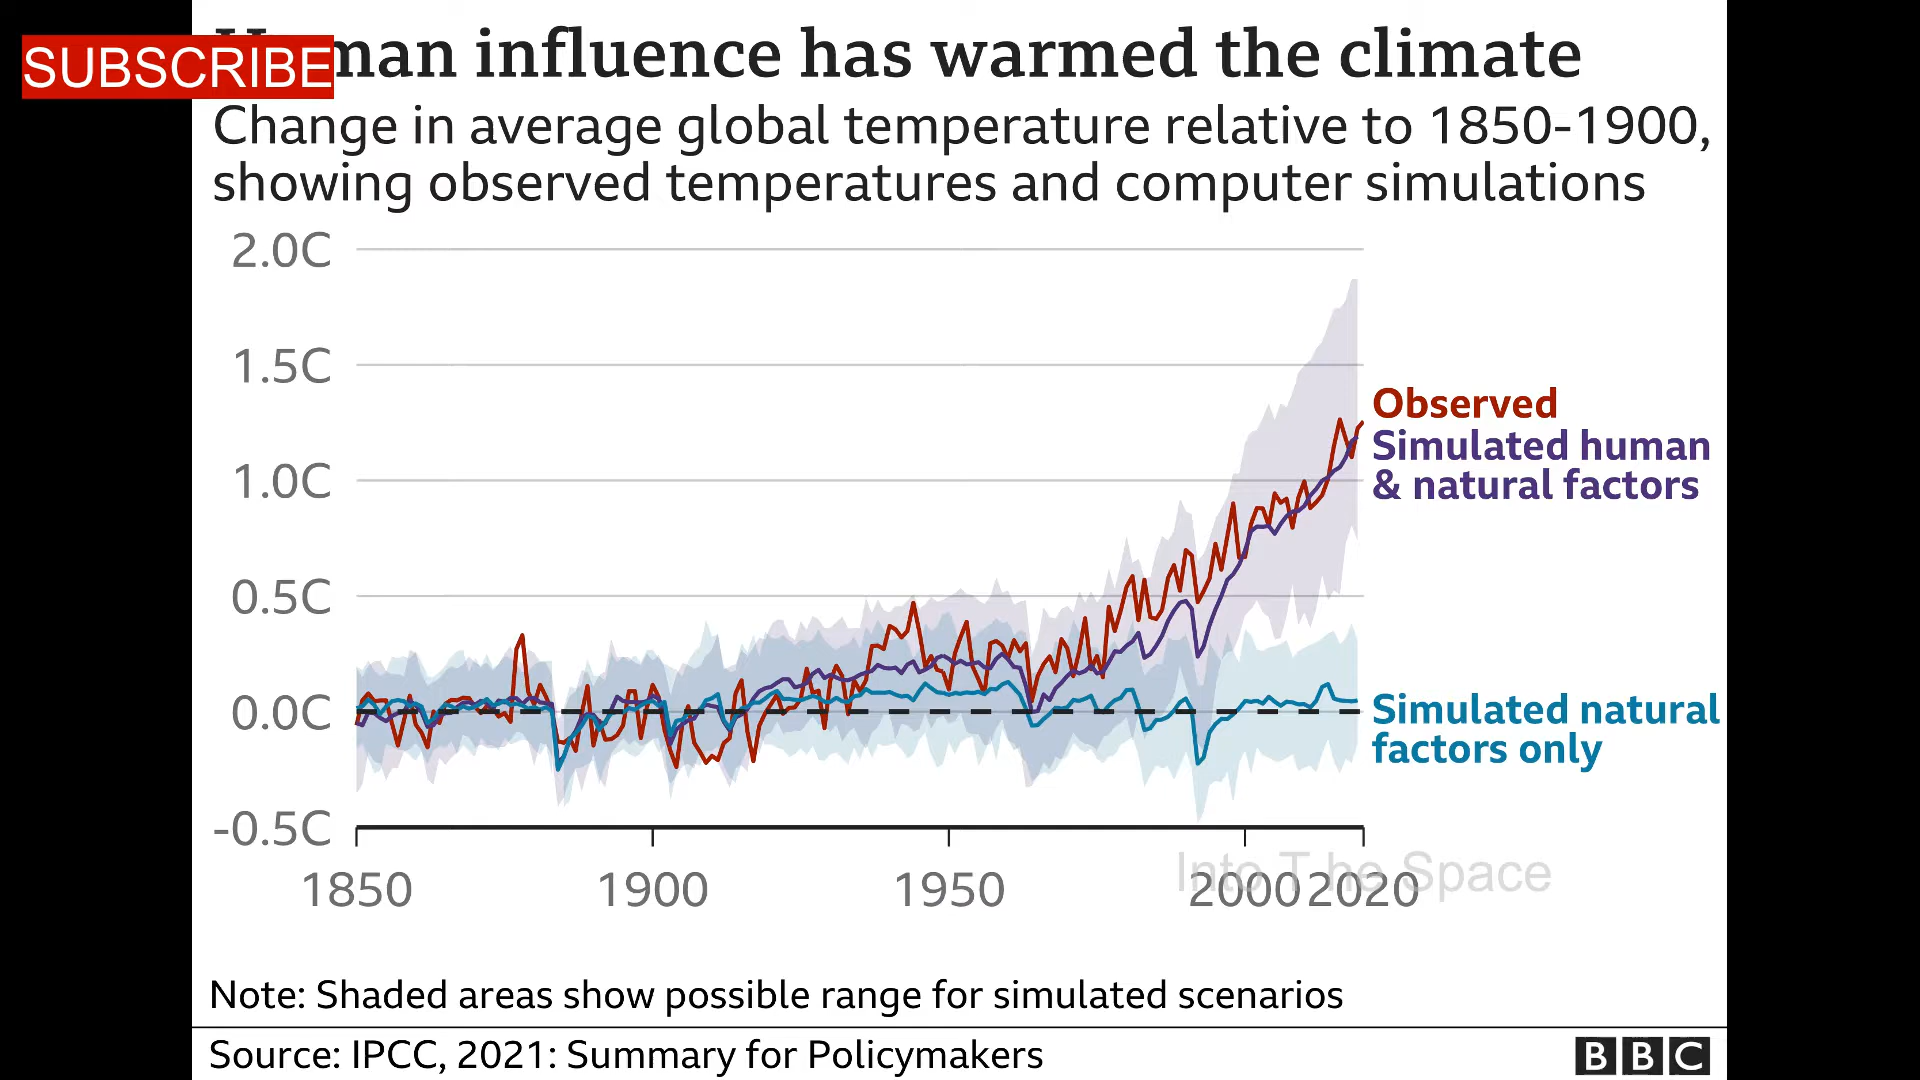 SUBSCRIBE
man influence has warmed the climate
Change in average global temperature relative to 1850-1900,
showing observed temperatures and computer simulations
2.0C
1.5C
1.0C
0.5C
0.0C
-0.5C
Observed
Simulated human
& natural factors
Simulated natural
factors only
1850
1900
1950
2000
2020
Into The Space
Note: Shaded areas show possible range for simulated scenarios
Source: IPCC, 2021: Summary for Policymakers
BBC